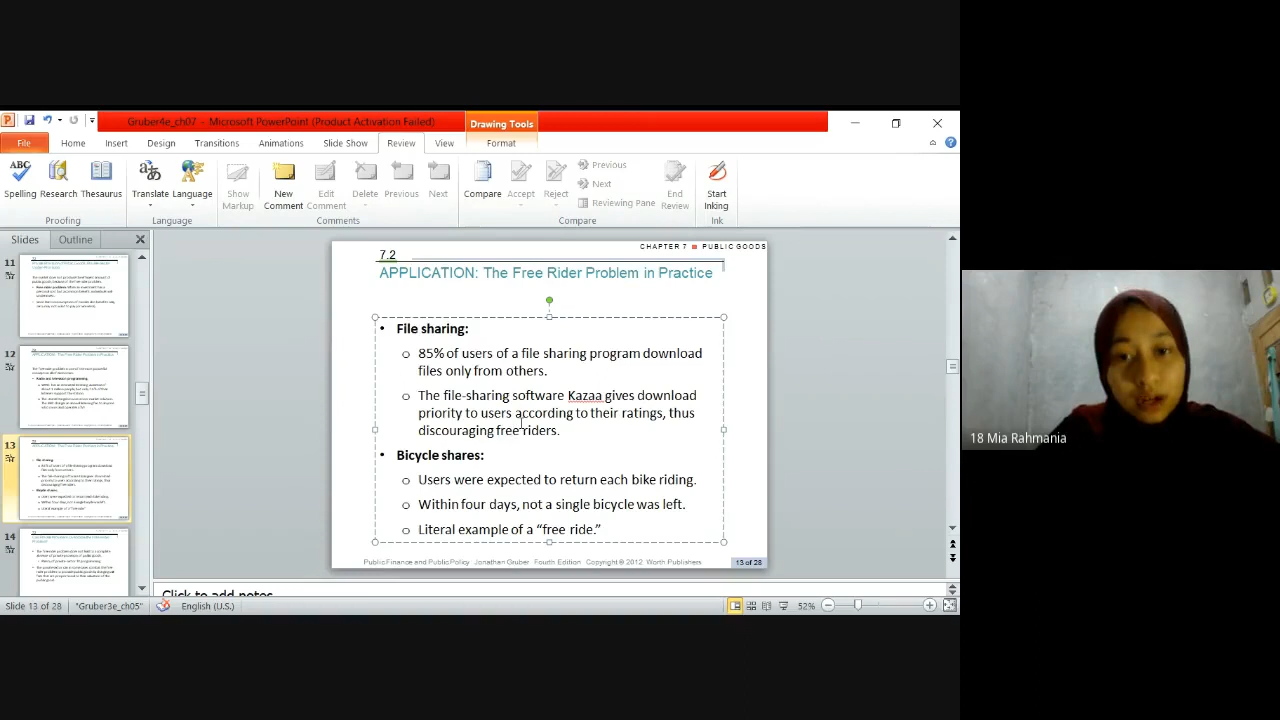 Gruber4e_ch07 - Microsoft PowerPoint (Product Activation Failed)
Drawing Tools
File Home Insert Design Transitions Animations Slide Show Review View Format
ABC
Spelling Research Thesaurus
Proofing
Translate Language
Language
Show Markup
New Comment
Edit Comment
Delete Previous Next
Comments
Compare Accept Reject
Previous
Next
Reviewing Pane
End Review
Compare
Start Inking
Ink
Slides Outline
11
12
13
14
CHAPTER 7 ■ PUBLIC GOODS
7.2
APPLICATION: The Free Rider Problem in Practice
• File sharing:
o 85% of users of a file sharing program download
files only from others.
o The file-sharing software Kazaa gives download
priority to users according to their ratings, thus
discouraging free riders.
• Bicycle shares:
o Users were expected to return each bike riding.
o Within four days, not a single bicycle was left.
o Literal example of a “free ride.”
Public Finance and Public Policy Jonathan Gruber Fourth Edition Copyright © 2012 Worth Publishers
13 of 28
Click to add notes
Slide 13 of 28 "Gruber3e_ch05" English (U.S.) 52%
18 Mia Rahmania